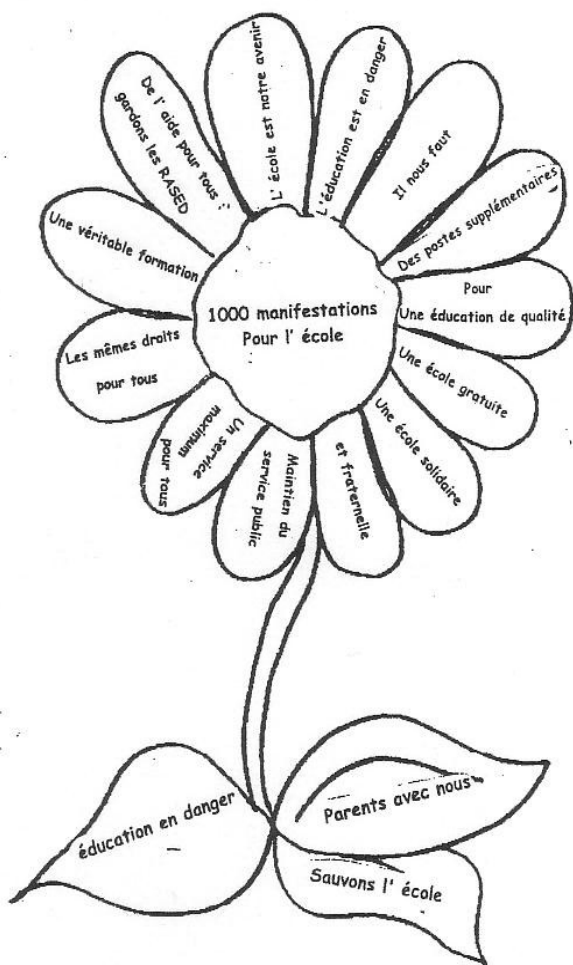 1000 manifestations
Pour l' école
L' école est notre avenir
L'éducation est en danger
Il nous faut
Des postes supplémentaires
Pour
Une éducation de qualité
Une école gratuite
Une école solidaire
et fraternelle
Maintien du
service public
Un service
maximum
pour tous
Les mêmes droits
pour tous
Une véritable formation
De l' aide pour tous :
gardons les RASED
éducation en danger
Parents avec nous
Sauvons l' école